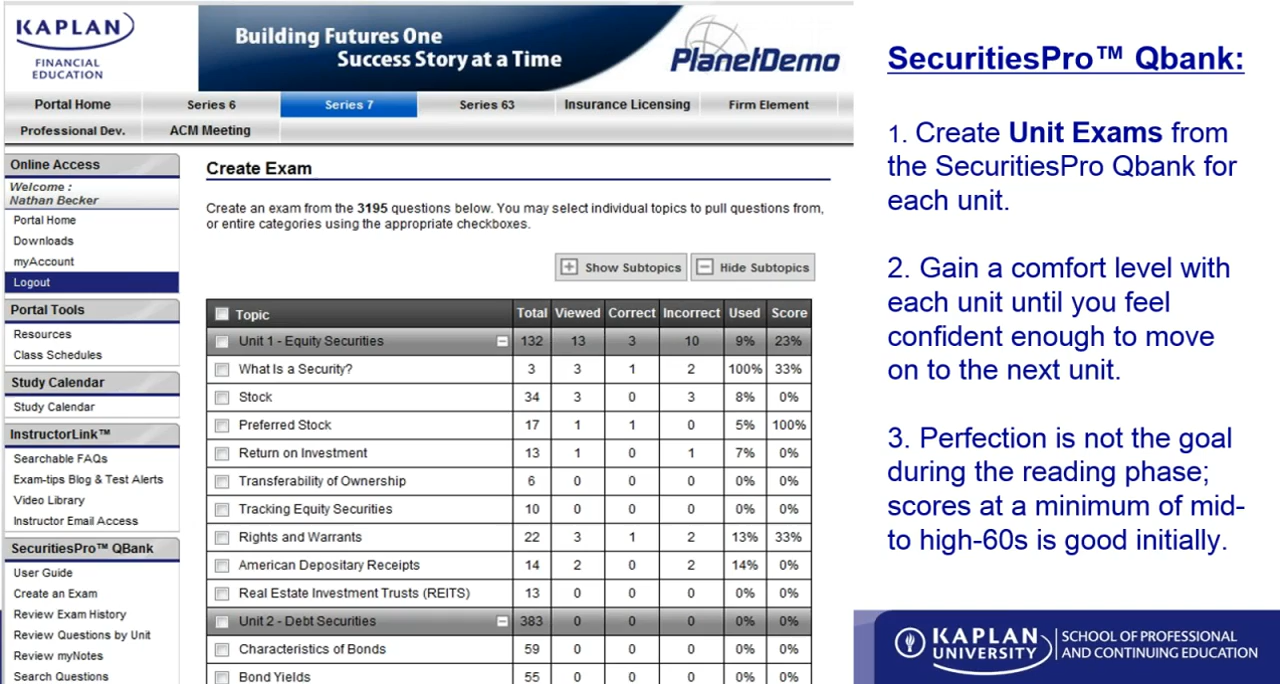 KAPLAN
FINANCIAL
EDUCATION
Building Futures One
Success Story at a Time
PlanetDemo
Portal Home Series 6 Series 7 Series 63 Insurance Licensing Firm Element
Professional Dev. ACM Meeting
Online Access
Welcome :
Nathan Becker
Portal Home
Downloads
myAccount
Logout
Portal Tools
Resources
Class Schedules
Study Calendar
Study Calendar
InstructorLink™
Searchable FAQs
Exam-tips Blog & Test Alerts
Video Library
Instructor Email Access
SecuritiesPro™ QBank
User Guide
Create an Exam
Review Exam History
Review Questions by Unit
Review myNotes
Search Questions
Create Exam
Create an exam from the 3195 questions below. You may select individual topics to pull questions from,
or entire categories using the appropriate checkboxes.
Show Subtopics Hide Subtopics
Topic Total Viewed Correct Incorrect Used Score
Unit 1 - Equity Securities 132 13 3 10 9% 23%
What Is a Security? 3 3 1 2 100% 33%
Stock 34 3 0 3 8% 0%
Preferred Stock 17 1 1 0 5% 100%
Return on Investment 13 1 0 1 7% 0%
Transferability of Ownership 6 0 0 0 0% 0%
Tracking Equity Securities 10 0 0 0 0% 0%
Rights and Warrants 22 3 1 2 13% 33%
American Depositary Receipts 14 2 0 2 14% 0%
Real Estate Investment Trusts (REITS) 13 0 0 0 0% 0%
Unit 2 - Debt Securities 383 0 0 0 0% 0%
Characteristics of Bonds 59 0 0 0 0% 0%
Bond Yields 55 0 0 0 0% 0%
SecuritiesPro™ Qbank:
1. Create Unit Exams from
the SecuritiesPro Qbank for
each unit.
2. Gain a comfort level with
each unit until you feel
confident enough to move
on to the next unit.
3. Perfection is not the goal
during the reading phase;
scores at a minimum of mid-
to high-60s is good initially.
KAPLAN
UNIVERSITY
SCHOOL OF PROFESSIONAL
AND CONTINUING EDUCATION